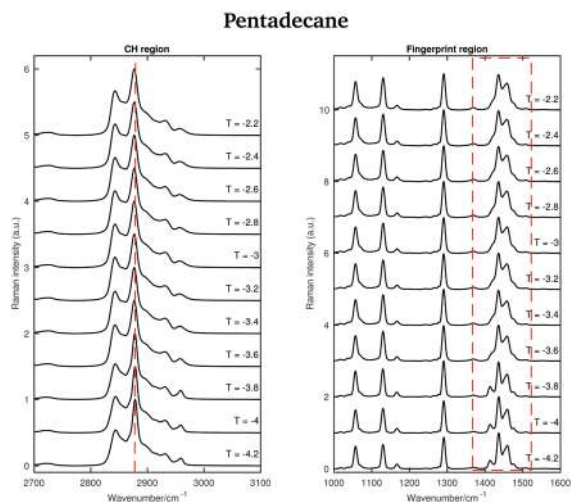 Pentadecane
CH region
6
5
4
3
2
1
0
T = -2.2
T = -2.4
T = -2.6
T = -2.8
T = -3
T = -3.2
T = -3.4
T = -3.6
T = -3.8
T = -4
T = -4.2
Raman intensity (a.u.)
2700 2800 2900 3000 3100
Wavenumber/cm⁻¹
Fingerprint region
10
8
6
4
2
0
T = -2.2
T = -2.4
T = -2.6
T = -2.8
T = -3
T = -3.2
T = -3.4
T = -3.6
T = -3.8
T = -4
T = -4.2
Raman intensity (a.u.)
1000 1100 1200 1300 1400 1500 1600
Wavenumber/cm⁻¹